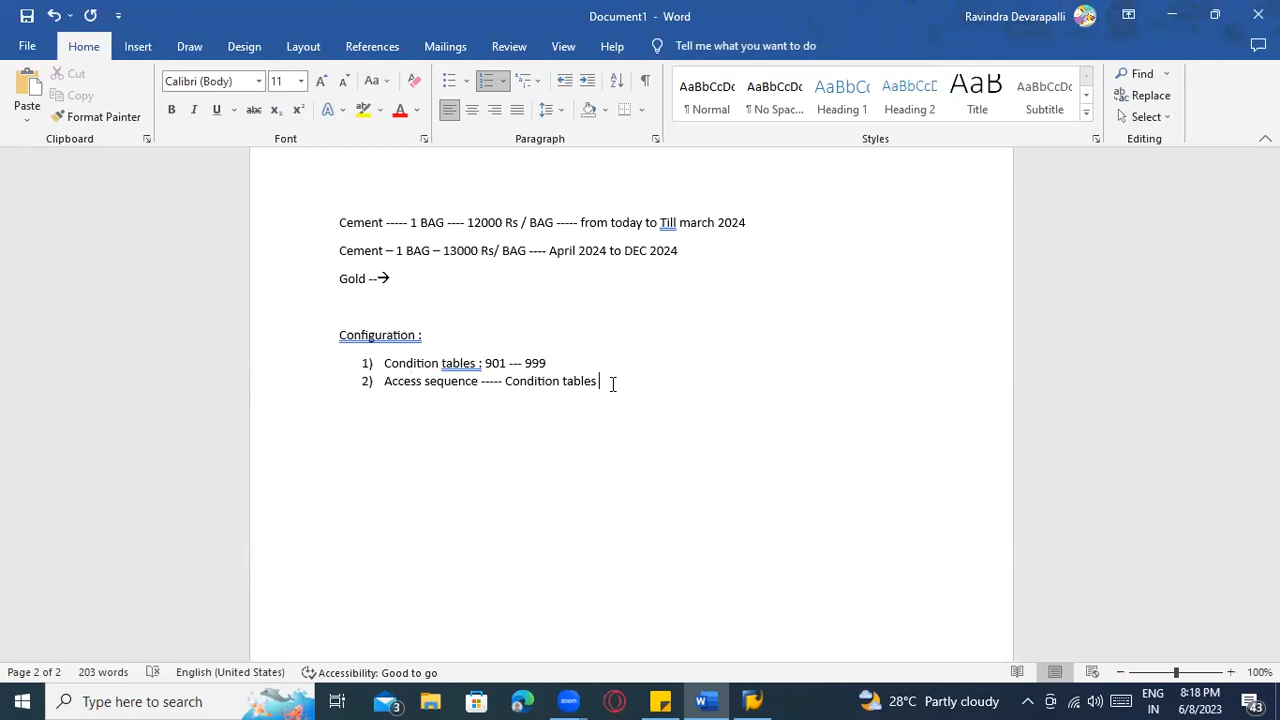 Document1 - Word
Ravindra Devarapalli
File Home Insert Draw Design Layout References Mailings Review View Help Tell me what you want to do
Paste
Cut
Copy
Format Painter
Clipboard
Calibri (Body) 11
Font
Paragraph
AaBbCcDc AaBbCcDc AaBbCc AaBbCcD AaB AaBbCcD
¶ Normal ¶ No Spac... Heading 1 Heading 2 Title Subtitle
Styles
Find
Replace
Select
Editing
Cement ----- 1 BAG ---- 12000 Rs / BAG ----- from today to Till march 2024
Cement – 1 BAG – 13000 Rs/ BAG ---- April 2024 to DEC 2024
Gold --→
Configuration :
1) Condition tables : 901 --- 999
2) Access sequence ----- Condition tables
Page 2 of 2 203 words English (United States) Accessibility: Good to go 100%
Type here to search
3
zoom
28°C Partly cloudy
ENG
IN
8:18 PM
6/8/2023
43